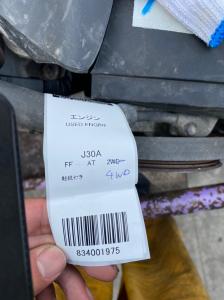 エンジン
USED ENGINE
J30A
FF AT 2WD
4WD
834001975